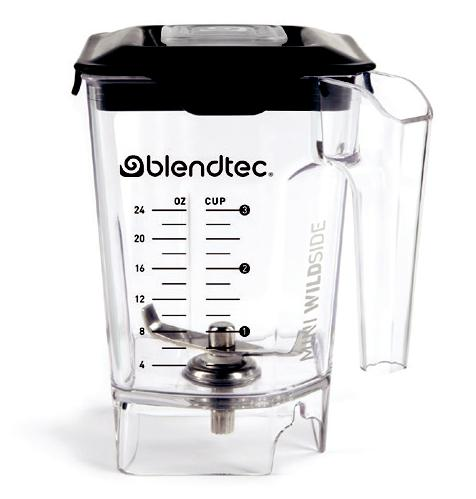 blendtec®
OZ CUP
24 3
20
16 2
12
8 1
4
MINI WILDSIDE